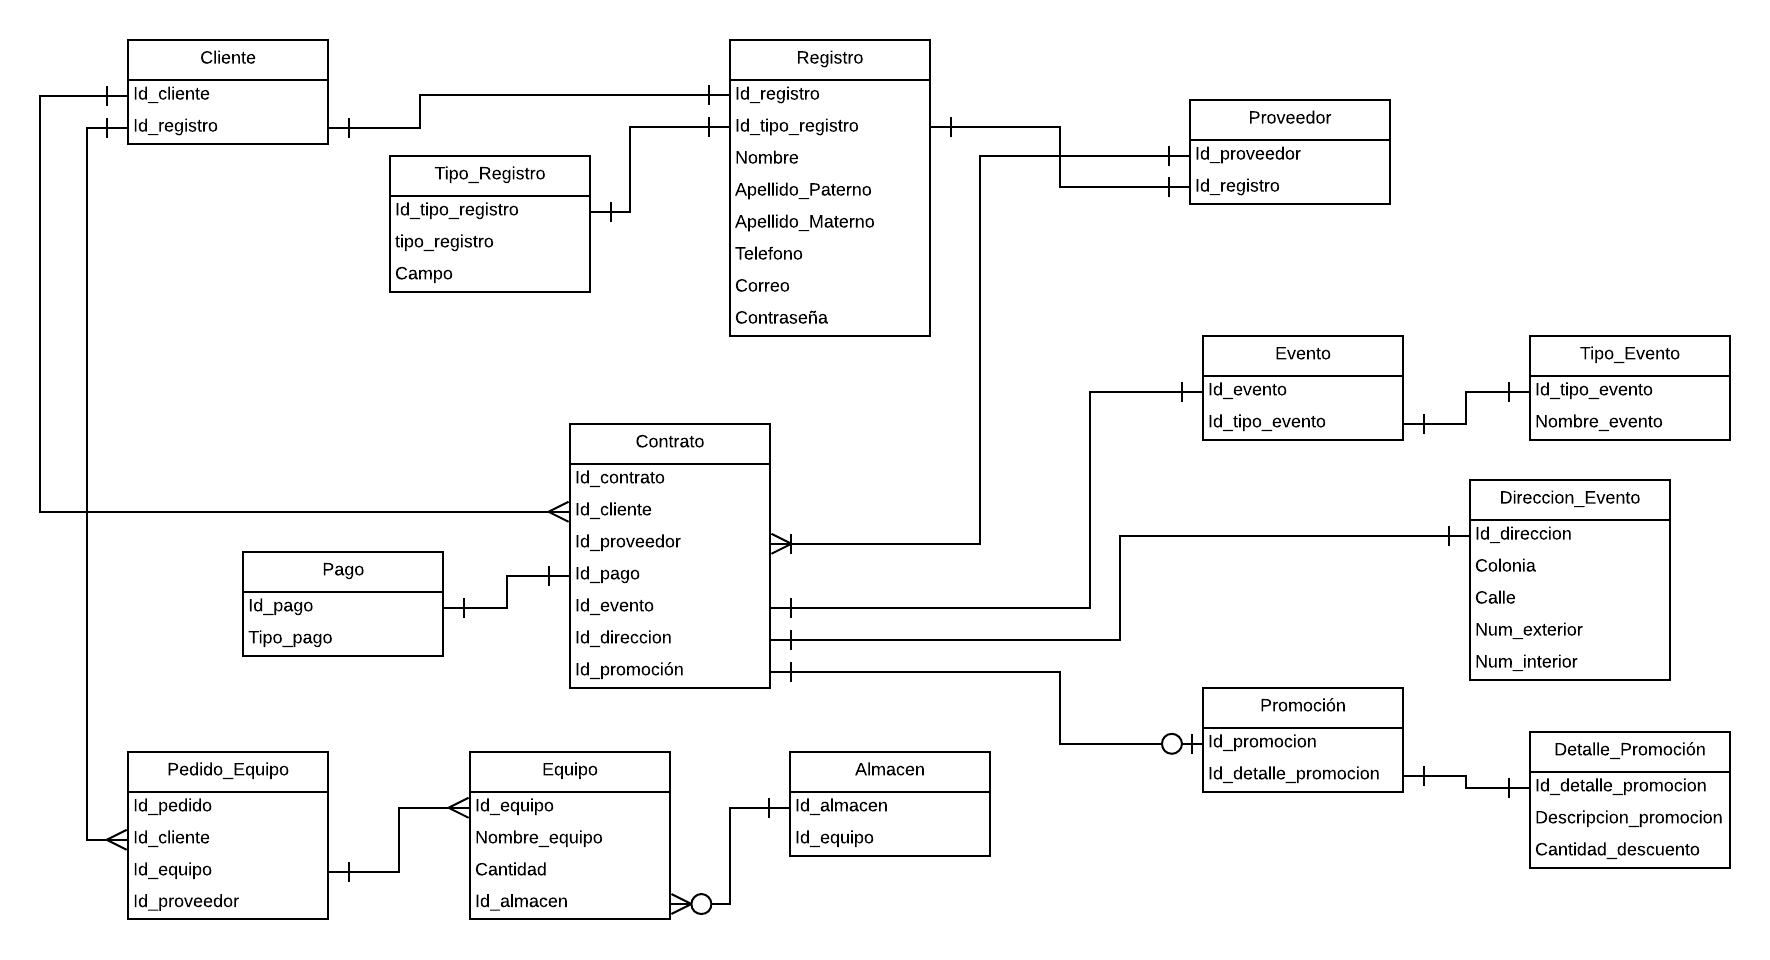 Cliente
Id_cliente
Id_registro
Registro
Id_registro
Id_tipo_registro
Nombre
Apellido_Paterno
Apellido_Materno
Telefono
Correo
Contraseña
Proveedor
Id_proveedor
Id_registro
Tipo_Registro
Id_tipo_registro
tipo_registro
Campo
Evento
Id_evento
Id_tipo_evento
Tipo_Evento
Id_tipo_evento
Nombre_evento
Contrato
Id_contrato
Id_cliente
Id_proveedor
Id_pago
Id_evento
Id_direccion
Id_promoción
Direccion_Evento
Id_direccion
Colonia
Calle
Num_exterior
Num_interior
Pago
Id_pago
Tipo_pago
Promoción
Id_promocion
Id_detalle_promocion
Detalle_Promoción
Id_detalle_promocion
Descripcion_promocion
Cantidad_descuento
Pedido_Equipo
Id_pedido
Id_cliente
Id_equipo
Id_proveedor
Equipo
Id_equipo
Nombre_equipo
Cantidad
Id_almacen
Almacen
Id_almacen
Id_equipo